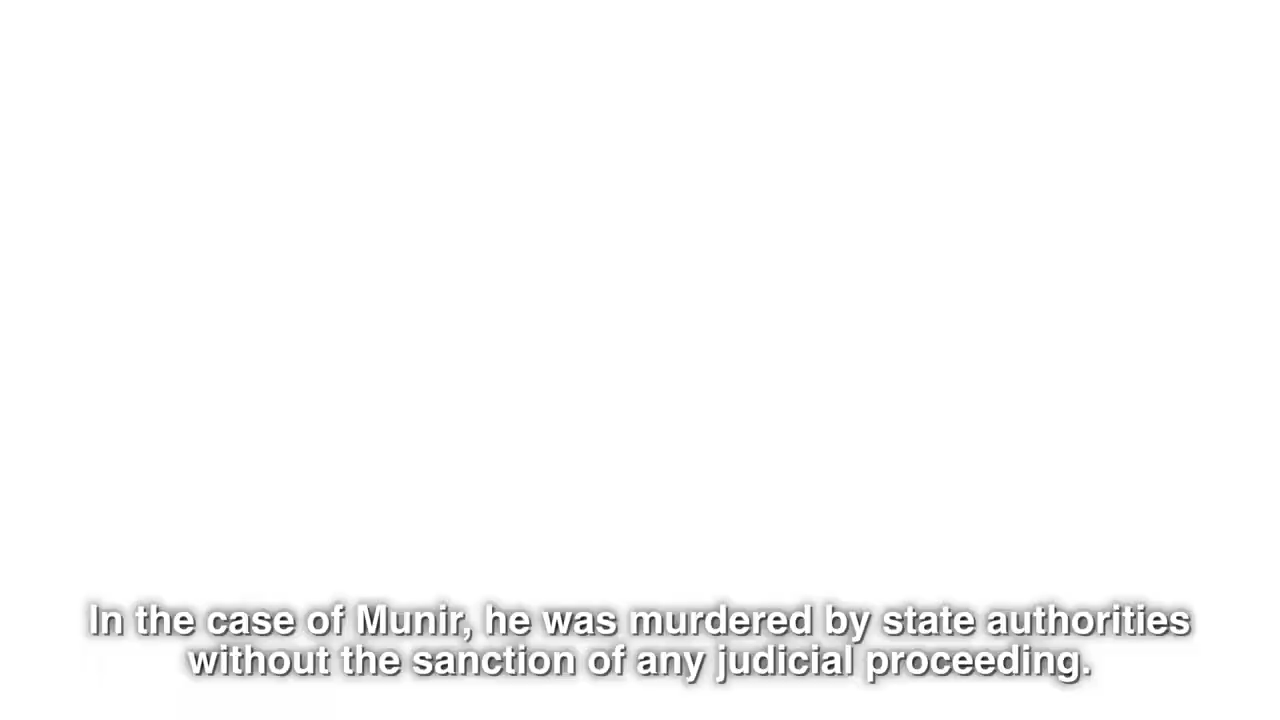 In the case of Munir, he was murdered by state authorities
without the sanction of any judicial proceeding.